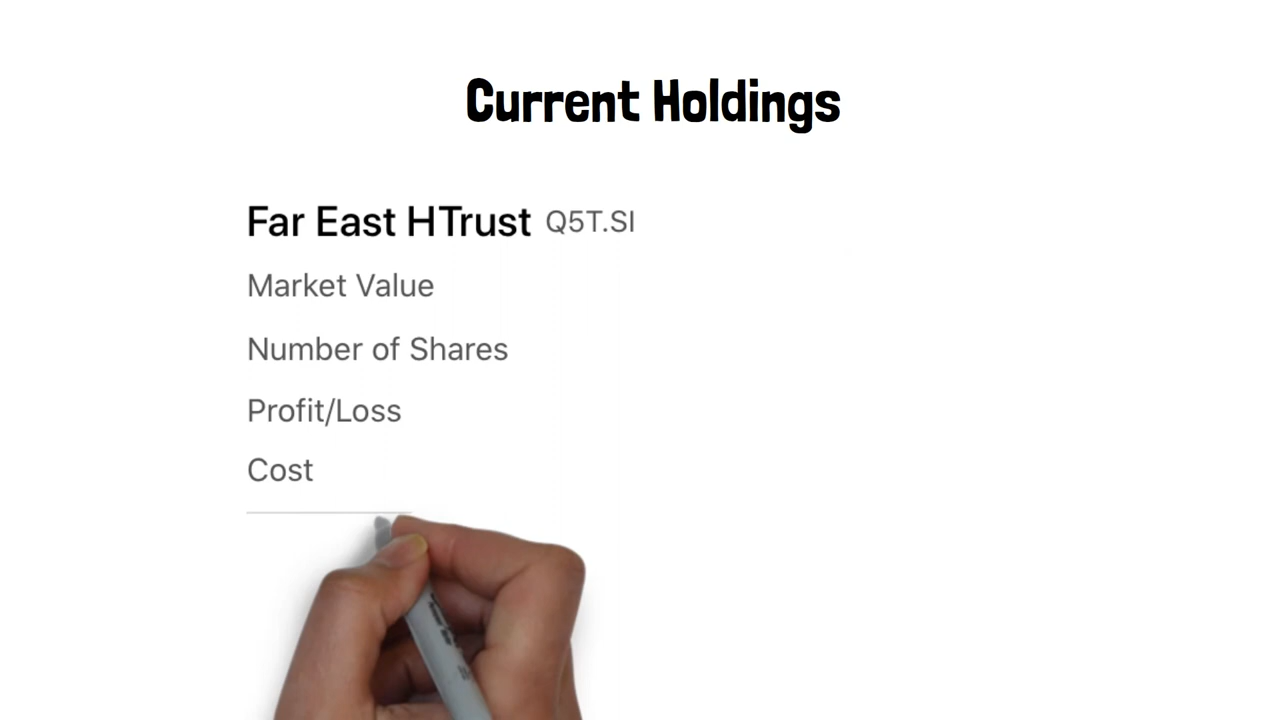 Current Holdings
Far East HTrust Q5T.SI
Market Value
Number of Shares
Profit/Loss
Cost